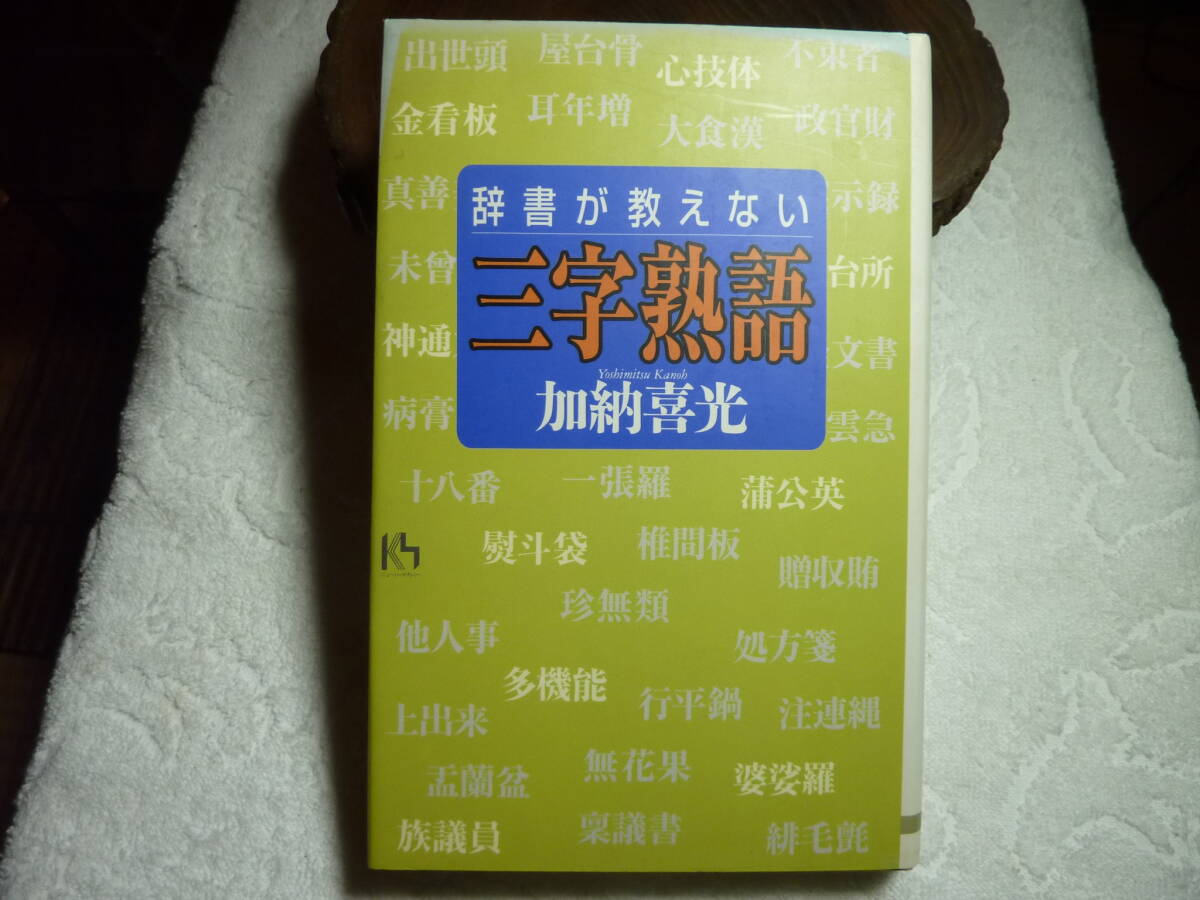 出世頭 屋台骨 心技体 不束者
金看板 耳年増 大食漢 政官財
真善 示録
辞書が教えない
未曾 台所
三字熟語
神通 文書
Yoshimitsu Kanoh
加納喜光
病膏 雲急
十八番 一張羅 蒲公英
熨斗袋 椎間板 贈収賄
珍無類
他人事 処方箋
多機能 行平鍋 注連縄
上出来
盂蘭盆 無花果 婆娑羅
族議員 稟議書 緋毛氈
KS